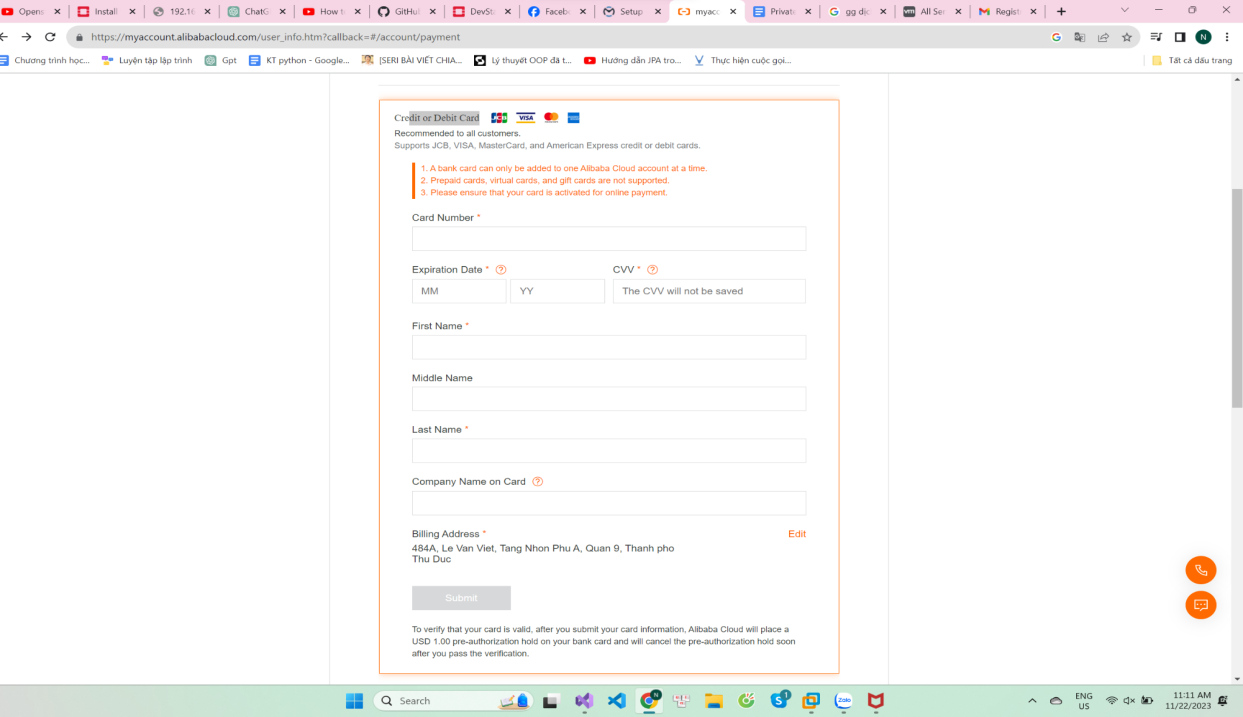 Opens
Install
192.16
ChatG
How t
GitHul
DevSt
Faceb
Setup
myacc
Private
gg dịc
All Ser
Regist
https://myaccount.alibabacloud.com/user_info.htm?callback=#/account/payment
Chương trình học...
Luyện tập lập trình
Gpt
KT python - Google...
[SERI BÀI VIẾT CHIA...
Lý thuyết OOP đã t...
Hướng dẫn JPA tro...
Thực hiện cuộc gọi...
Tất cả dấu trang
Credit or Debit Card JCB VISA
Recommended to all customers.
Supports JCB, VISA, MasterCard, and American Express credit or debit cards.
1. A bank card can only be added to one Alibaba Cloud account at a time.
2. Prepaid cards, virtual cards, and gift cards are not supported.
3. Please ensure that your card is activated for online payment.
Card Number *
Expiration Date * CVV *
MM YY The CVV will not be saved
First Name *
Middle Name
Last Name *
Company Name on Card
Billing Address * Edit
484A, Le Van Viet, Tang Nhon Phu A, Quan 9, Thanh pho
Thu Duc
Submit
To verify that your card is valid, after you submit your card information, Alibaba Cloud will place a
USD 1.00 pre-authorization hold on your bank card and will cancel the pre-authorization hold soon
after you pass the verification.
Search
Zalo
ENG
US
11:11 AM
11/22/2023